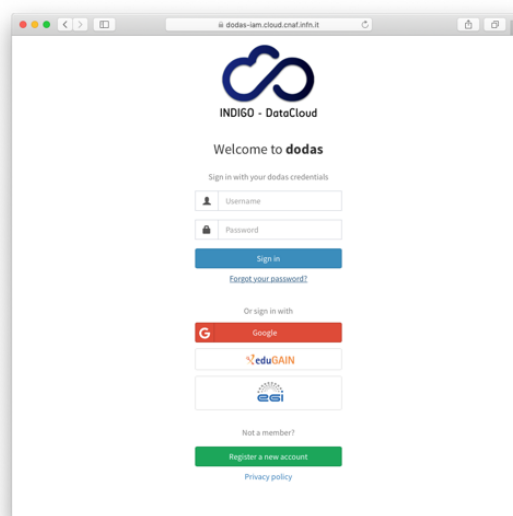 dodas-iam.cloud.cnaf.infn.it
INDIGO - DataCloud
Welcome to dodas
Sign in with your dodas credentials
Username
Password
Sign in
Forgot your password?
Or sign in with
G Google
eduGAIN
egi
Not a member?
Register a new account
Privacy policy